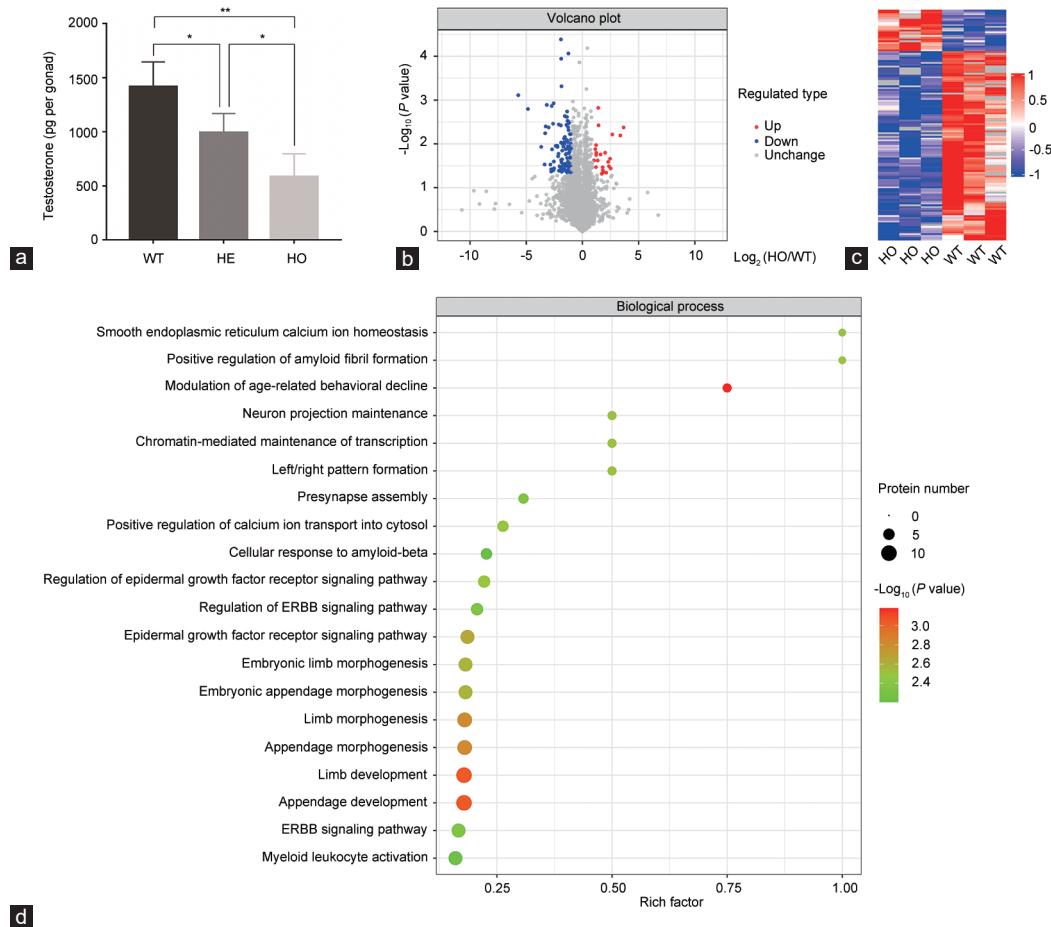 2000
1500
1000
500
0
Testosterone (pg per gonad)
**
*
*
WT
HE
HO
a
Volcano plot
4
3
2
1
0
-Log10 (P value)
-10
-5
0
5
10
Log2 (HO/WT)
Regulated type
Up
Down
Unchange
b
1
0.5
0
-0.5
-1
HO
HO
HO
WT
WT
WT
c
Biological process
Smooth endoplasmic reticulum calcium ion homeostasis
Positive regulation of amyloid fibril formation
Modulation of age-related behavioral decline
Neuron projection maintenance
Chromatin-mediated maintenance of transcription
Left/right pattern formation
Presynapse assembly
Positive regulation of calcium ion transport into cytosol
Cellular response to amyloid-beta
Regulation of epidermal growth factor receptor signaling pathway
Regulation of ERBB signaling pathway
Epidermal growth factor receptor signaling pathway
Embryonic limb morphogenesis
Embryonic appendage morphogenesis
Limb morphogenesis
Appendage morphogenesis
Limb development
Appendage development
ERBB signaling pathway
Myeloid leukocyte activation
0.25
0.50
0.75
1.00
Rich factor
Protein number
0
5
10
-Log10 (P value)
3.0
2.8
2.6
2.4
d